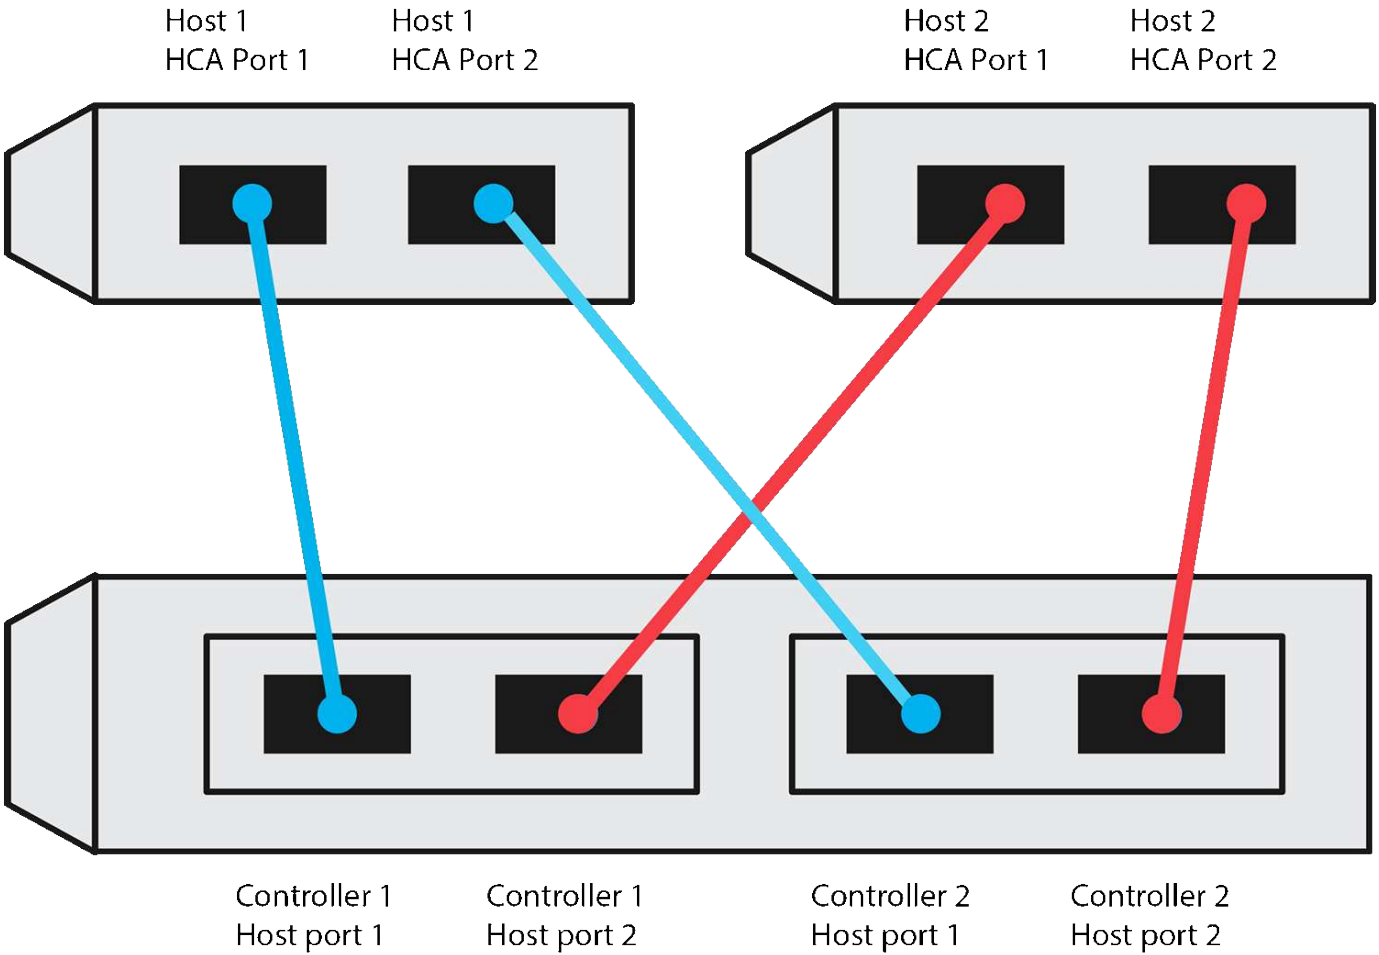 Host 1
HCA Port 1
Host 1
HCA Port 2
Host 2
HCA Port 1
Host 2
HCA Port 2
Controller 1
Host port 1
Controller 1
Host port 2
Controller 2
Host port 1
Controller 2
Host port 2